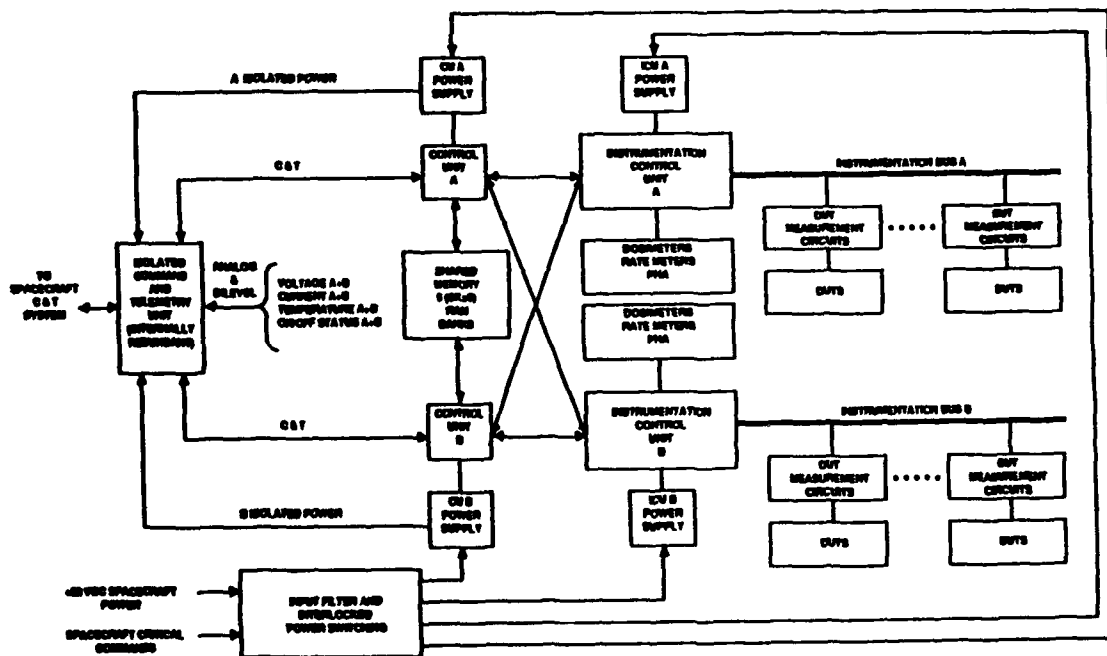 CU A
POWER
SUPPLY
ICU A
POWER
SUPPLY
A ISOLATED POWER
CONTROL
UNIT
A
INSTRUMENTATION
CONTROL
UNIT
A
INSTRUMENTATION BUS A
C & T
DUT
MEASUREMENT
CIRCUITS
DUT
MEASUREMENT
CIRCUITS
DUTS
DUTS
DOSIMETERS
RATE METERS
PHA
TO
SPACECRAFT
C & T
SYSTEM
ISOLATED
COMMAND
AND
TELEMETRY
UNIT
(INTERNALLY
REDUNDANT)
ANALOG
&
BILEVEL
VOLTAGE A+B
CURRENT A+B
TEMPERATURE A+B
ON/OFF STATUS A+B
SHARED
MEMORY
RAM
BANKS
DOSIMETERS
RATE METERS
PHA
CONTROL
UNIT
B
INSTRUMENTATION
CONTROL
UNIT
B
INSTRUMENTATION BUS B
C & T
DUT
MEASUREMENT
CIRCUITS
DUT
MEASUREMENT
CIRCUITS
DUTS
DUTS
B ISOLATED POWER
CU B
POWER
SUPPLY
ICU B
POWER
SUPPLY
VDC SPACECRAFT
POWER
SPACECRAFT CRITICAL
COMMANDS
INPUT FILTER AND
INTERLOCKED
POWER SWITCHING